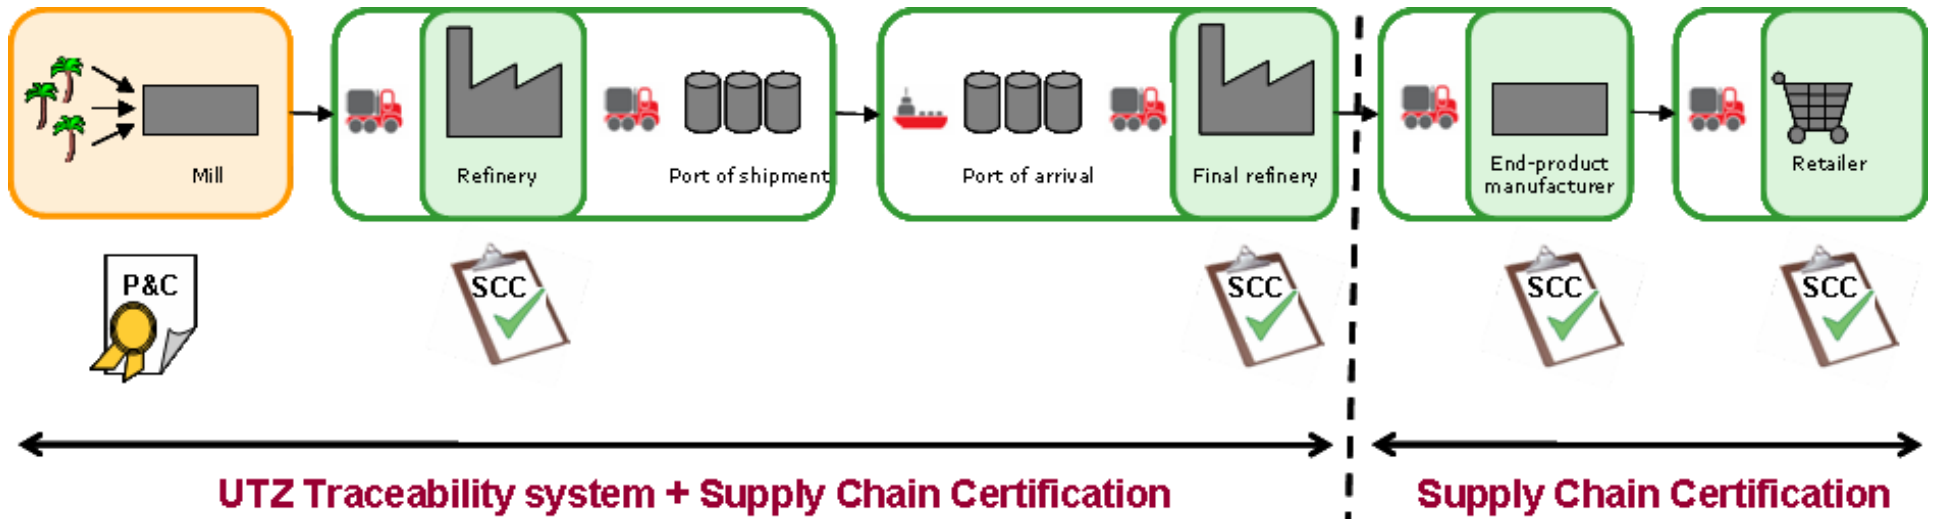 Mill
Refinery
Port of shipment
Port of arrival
Final refinery
End-product
manufacturer
Retailer
P&C
SCC
SCC
SCC
SCC
UTZ Traceability system + Supply Chain Certification
Supply Chain Certification